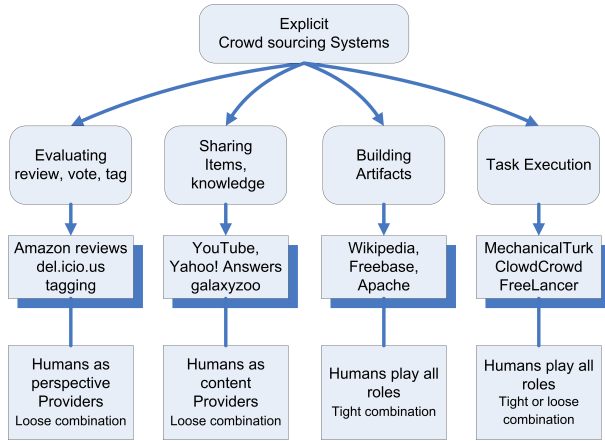 Explicit
Crowd sourcing Systems
Evaluating
review, vote, tag
Sharing
Items,
knowledge
Building
Artifacts
Task Execution
Amazon reviews
del.icio.us
tagging
YouTube,
Yahoo! Answers
galaxyzoo
Wikipedia,
Freebase,
Apache
MechanicalTurk
ClowdCrowd
FreeLancer
Humans as
perspective
Providers
Loose combination
Humans as
content
Providers
Loose combination
Humans play all
roles
Tight combination
Humans play all
roles
Tight or loose
combination